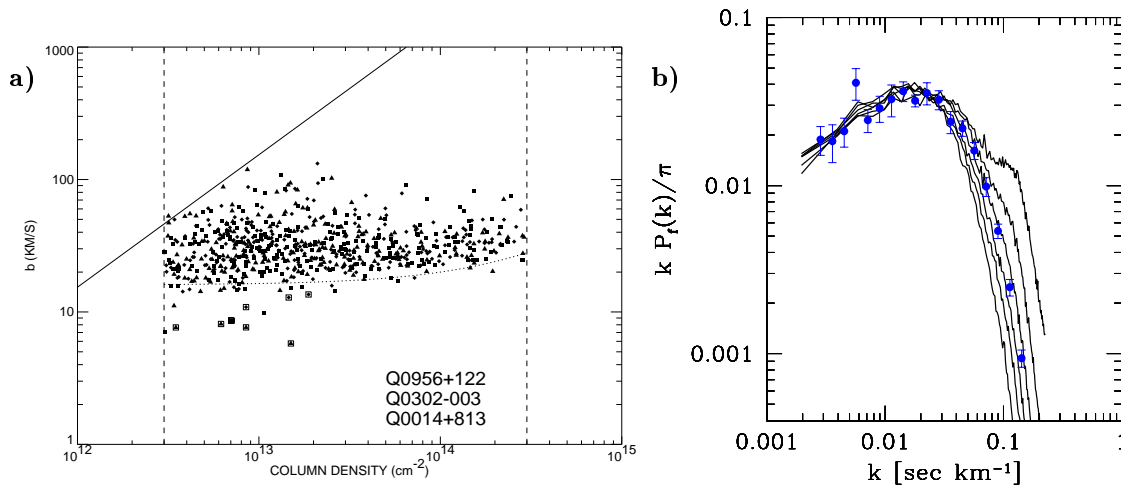 a)
1000
100
10
1
b (KM/S)
10^12
10^13
10^14
10^15
COLUMN DENSITY (cm^-2)
Q0956+122
Q0302-003
Q0014+813
b)
0.1
0.01
0.001
k P_f(k)/π
0.001
0.01
0.1
1
k [sec km^−1]